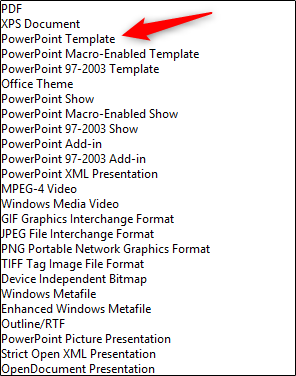 PDF
XPS Document
PowerPoint Template
PowerPoint Macro-Enabled Template
PowerPoint 97-2003 Template
Office Theme
PowerPoint Show
PowerPoint Macro-Enabled Show
PowerPoint 97-2003 Show
PowerPoint Add-in
PowerPoint 97-2003 Add-in
PowerPoint XML Presentation
MPEG-4 Video
Windows Media Video
GIF Graphics Interchange Format
JPEG File Interchange Format
PNG Portable Network Graphics Format
TIFF Tag Image File Format
Device Independent Bitmap
Windows Metafile
Enhanced Windows Metafile
Outline/RTF
PowerPoint Picture Presentation
Strict Open XML Presentation
OpenDocument Presentation